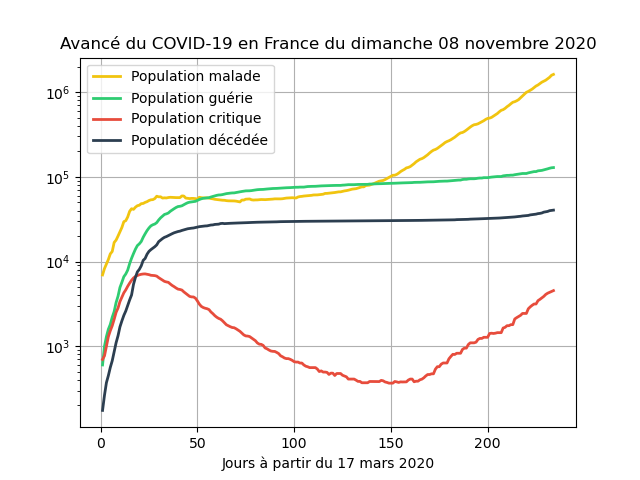 Avancé du COVID-19 en France du dimanche 08 novembre 2020
Population malade
Population guérie
Population critique
Population décédée
10⁶
10⁵
10⁴
10³
0 50 100 150 200
Jours à partir du 17 mars 2020